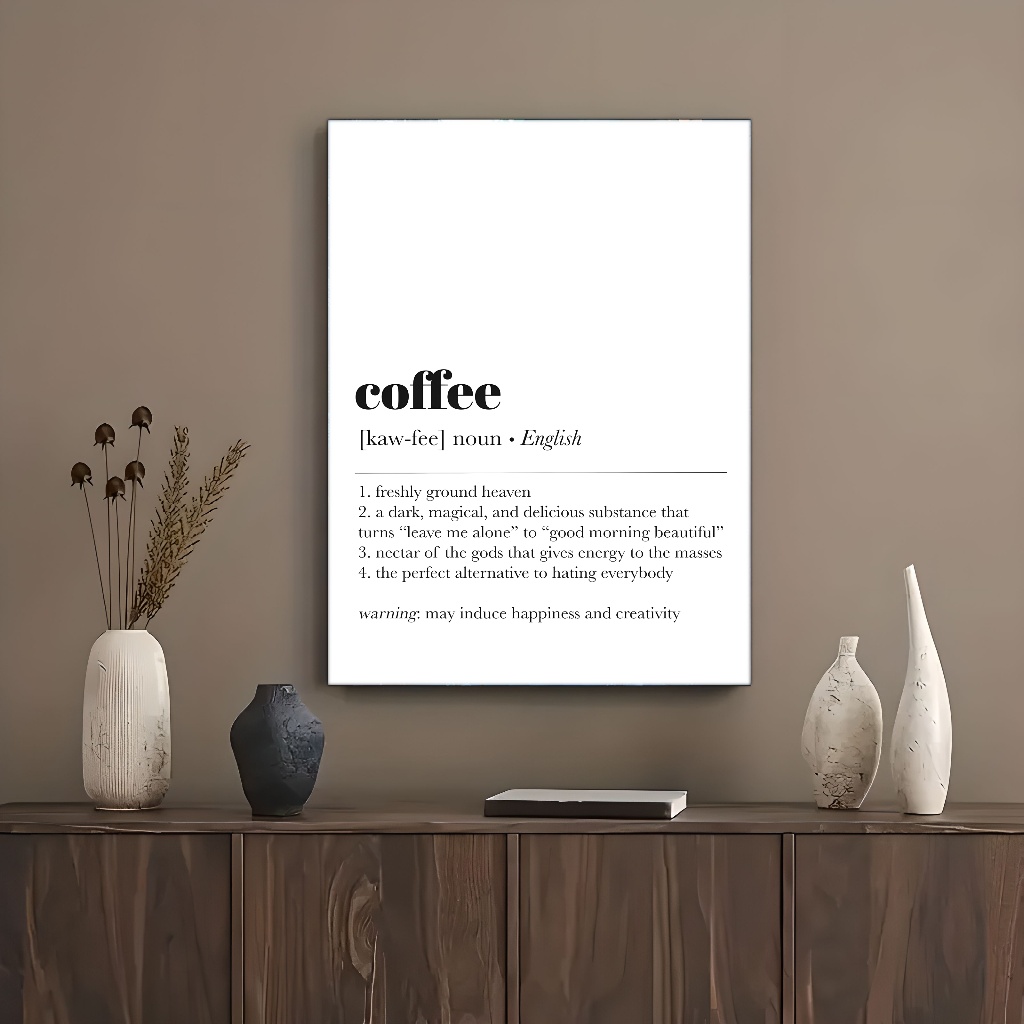 coffee
[kaw-fee] noun • English
1. freshly ground heaven
2. a dark, magical, and delicious substance that
turns “leave me alone” to “good morning beautiful”
3. nectar of the gods that gives energy to the masses
4. the perfect alternative to hating everybody
warning: may induce happiness and creativity